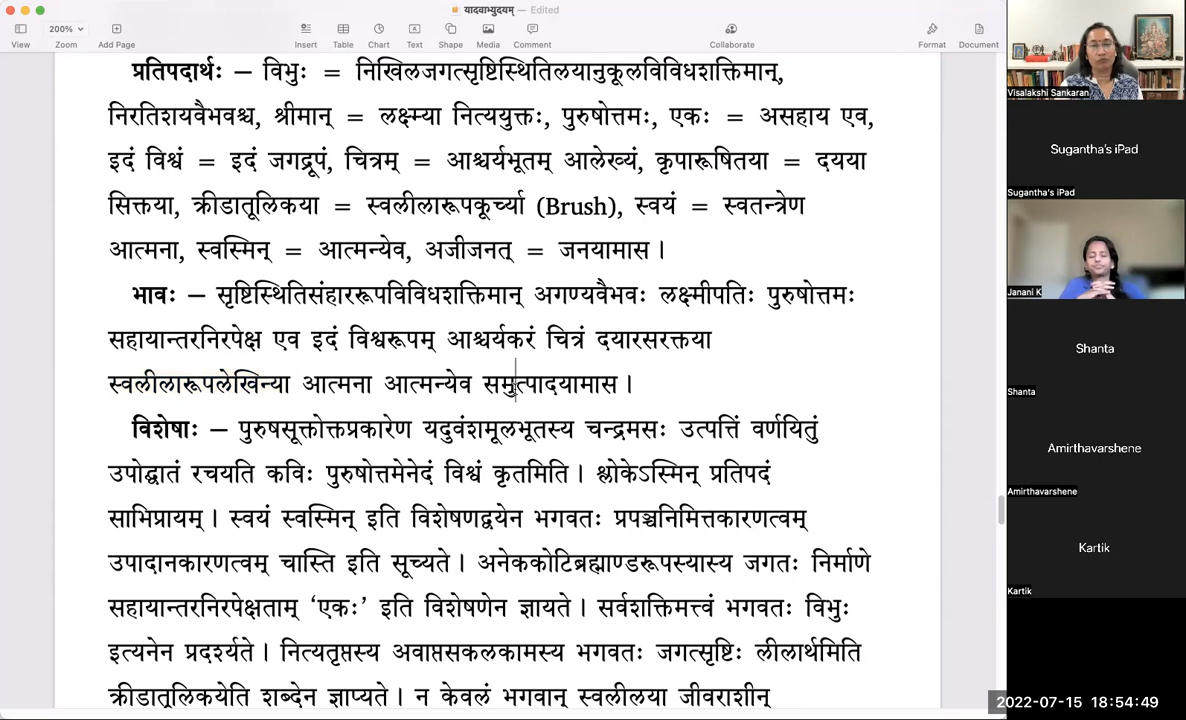 यादवाभ्युदयम् — Edited
200%
View Zoom Add Page Insert Table Chart Text Shape Media Comment Collaborate Format Document
प्रतिपदार्थः – विभुः = निखिलजगत्सृष्टिस्थितिलयानुकूलविविधशक्तिमान्,
निरतिशयवैभवश्च, श्रीमान् = लक्ष्म्या नित्ययुक्तः, पुरुषोत्तमः, एकः = असहाय एव,
इदं विश्वं = इदं जगद्रूपं, चित्रम् = आश्चर्यभूतम् आलेख्यं, कृपारूषितया = दयया
सिक्तया, क्रीडातूलिकया = स्वलीलारूपकूर्च्या (Brush), स्वयं = स्वतन्त्रेण
आत्मना, स्वस्मिन् = आत्मन्येव, अजीजनत् = जनयामास ।
भावः – सृष्टिस्थितिसंहाररूपविविधशक्तिमान् अगण्यवैभवः लक्ष्मीपतिः पुरुषोत्तमः
सहायान्तरनिरपेक्ष एव इदं विश्वरूपम् आश्चर्यकरं चित्रं दयारसरक्तया
स्वलीलारूपलेखिन्या आत्मना आत्मन्येव समुत्पादयामास ।
विशेषाः – पुरुषसूक्तोक्तप्रकारेण यदुवंशमूलभूतस्य चन्द्रमसः उत्पत्तिं वर्णयितुं
उपोद्घातं रचयति कविः पुरुषोत्तमेनेदं विश्वं कृतमिति । श्लोकेऽस्मिन् प्रतिपदं
साभिप्रायम् । स्वयं स्वस्मिन् इति विशेषणद्वयेन भगवतः प्रपञ्चनिमित्तकारणत्वम्
उपादानकारणत्वम् चास्ति इति सूच्यते । अनेककोटिब्रह्माण्डरूपस्यास्य जगतः निर्माणे
सहायान्तरनिरपेक्षताम् ‘एकः’ इति विशेषणेन ज्ञायते । सर्वशक्तिमत्त्वं भगवतः विभुः
इत्यनेन प्रदर्श्यते । नित्यतृप्तस्य अवाप्तसकलकामस्य भगवतः जगत्सृष्टिः लीलार्थमिति
क्रीडातूलिकयेति शब्देन ज्ञाप्यते । न केवलं भगवान् स्वलीलया जीवराशीन्
Visalakshi Sankaran
Sugantha's iPad
Sugantha's iPad
Janani K
Shanta
Shanta
Amirthavarshene
Amirthavarshene
Kartik
Kartik
2022-07-15 18:54:49